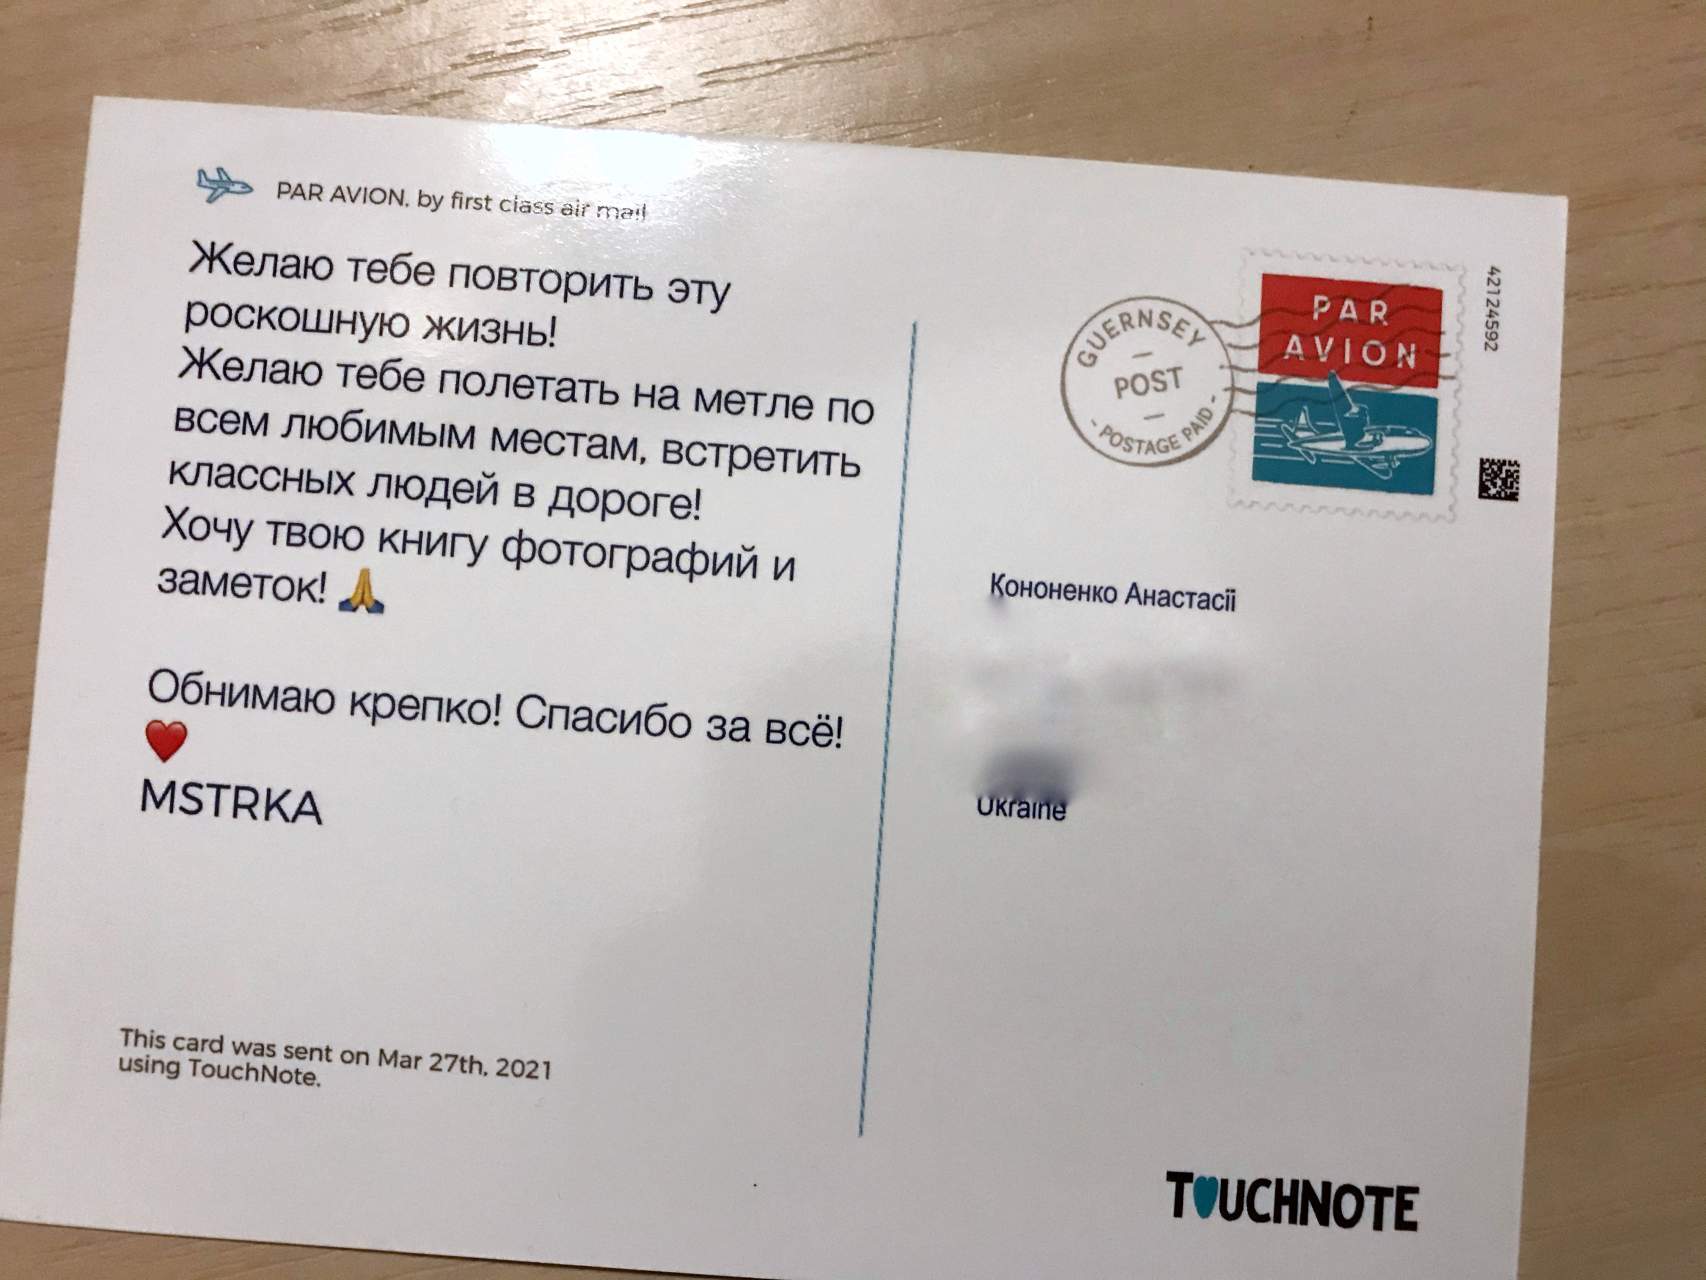 PAR AVION, by first class air mail
Желаю тебе повторить эту
роскошную жизнь!
Желаю тебе полетать на метле по
всем любимым местам, встретить
классных людей в дороге!
Хочу твою книгу фотографий и
заметок! 🙏
Обнимаю крепко! Спасибо за всё!
❤️
MSTRKA
This card was sent on Mar 27th, 2021
using TouchNote.
GUERNSEY
POST
- POSTAGE PAID -
PAR
AVION
42124592
Кононенко Анастасії
Ukraine
TOUCHNOTE